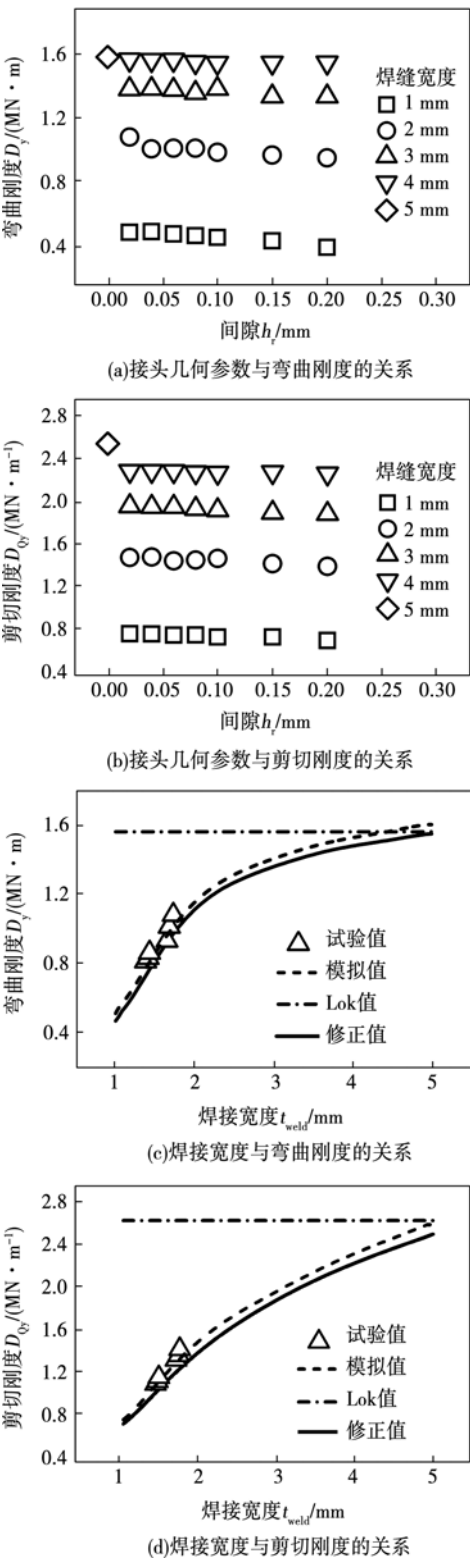 弯曲刚度Dy/(MN·m)
1.6
1.2
0.8
0.4
焊缝宽度
1 mm
2 mm
3 mm
4 mm
5 mm
0.00 0.05 0.10 0.15 0.20 0.25 0.30
间隙hτ/mm
(a)接头几何参数与弯曲刚度的关系
剪切刚度DQy/(MN·m⁻¹)
2.8
2.4
2.0
1.6
1.2
0.8
0.4
焊缝宽度
1 mm
2 mm
3 mm
4 mm
5 mm
0.00 0.05 0.10 0.15 0.20 0.25 0.30
间隙hτ/mm
(b)接头几何参数与剪切刚度的关系
弯曲刚度Dy/(MN·m)
1.6
1.2
0.8
0.4
试验值
模拟值
Lok值
修正值
1 2 3 4 5
焊接宽度tweld/mm
(c)焊接宽度与弯曲刚度的关系
剪切刚度DQy/(MN·m⁻¹)
2.8
2.4
2.0
1.6
1.2
0.8
0.4
试验值
模拟值
Lok值
修正值
1 2 3 4 5
焊接宽度tweld/mm
(d)焊接宽度与剪切刚度的关系